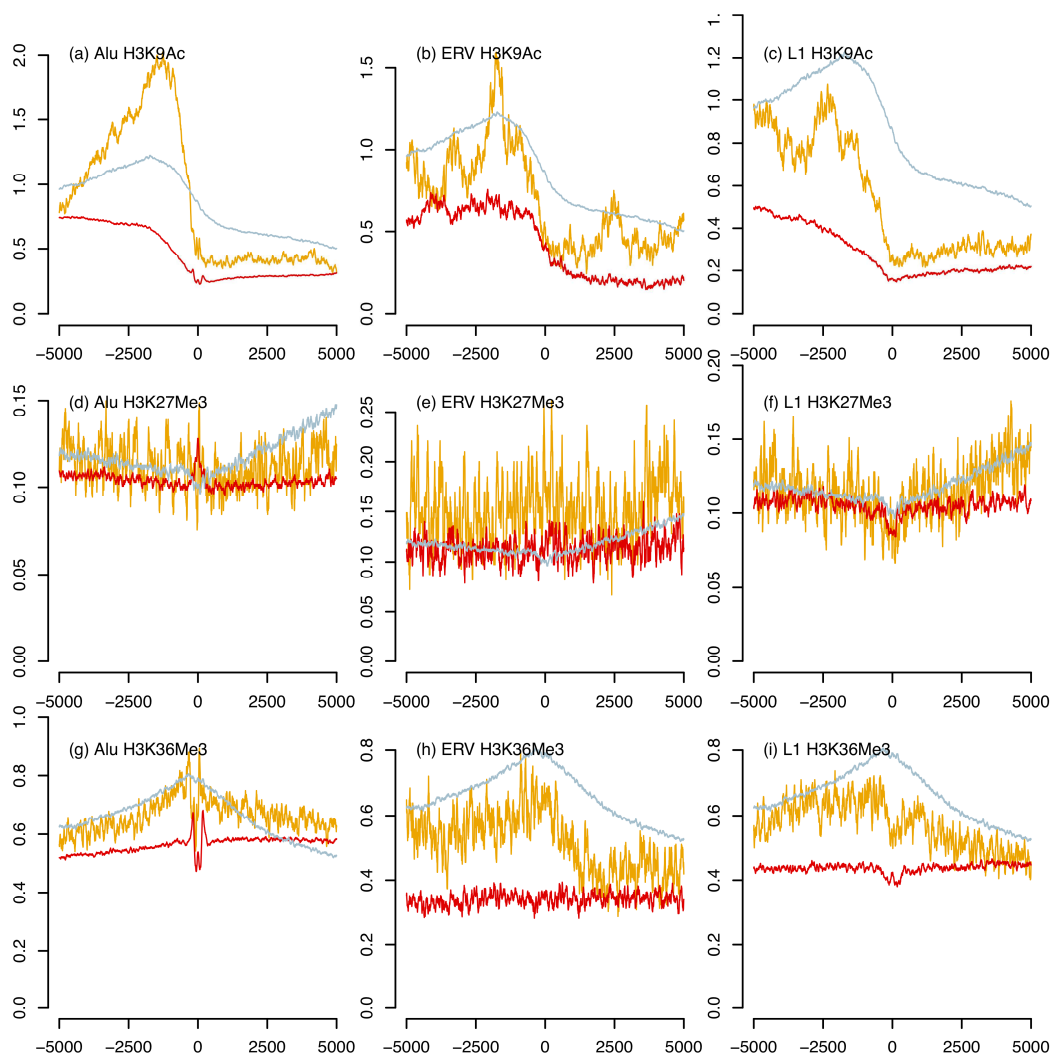 (a) Alu H3K9Ac
0.0 0.5 1.0 1.5 2.0
−5000 −2500 0 2500 5000
(b) ERV H3K9Ac
0.0 0.5 1.0 1.5
−5000 −2500 0 2500 5000
(c) L1 H3K9Ac
0.0 0.2 0.4 0.6 0.8 1.0 1.2 1.
−5000 −2500 0 2500 5000
(d) Alu H3K27Me3
0.00 0.05 0.10 0.15
−5000 −2500 0 2500 5000
(e) ERV H3K27Me3
0.00 0.05 0.10 0.15 0.20 0.25
−5000 −2500 0 2500 5000
(f) L1 H3K27Me3
0.00 0.05 0.10 0.15 0.20
−5000 −2500 0 2500 5000
(g) Alu H3K36Me3
0.0 0.2 0.4 0.6 0.8 1.0
−5000 −2500 0 2500 5000
(h) ERV H3K36Me3
0.0 0.2 0.4 0.6 0.8
−5000 −2500 0 2500 5000
(i) L1 H3K36Me3
0.0 0.2 0.4 0.6 0.8
−5000 −2500 0 2500 5000